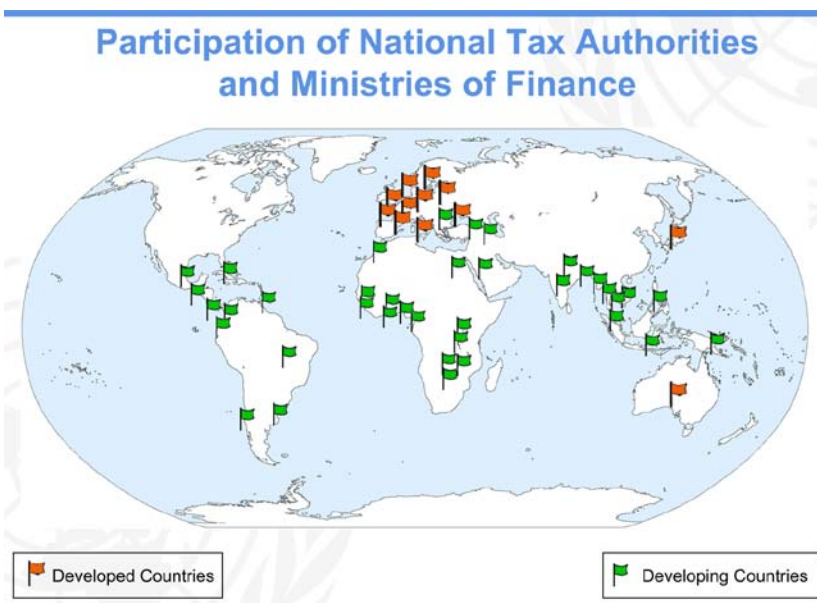 Participation of National Tax Authorities
and Ministries of Finance
Developed Countries
Developing Countries